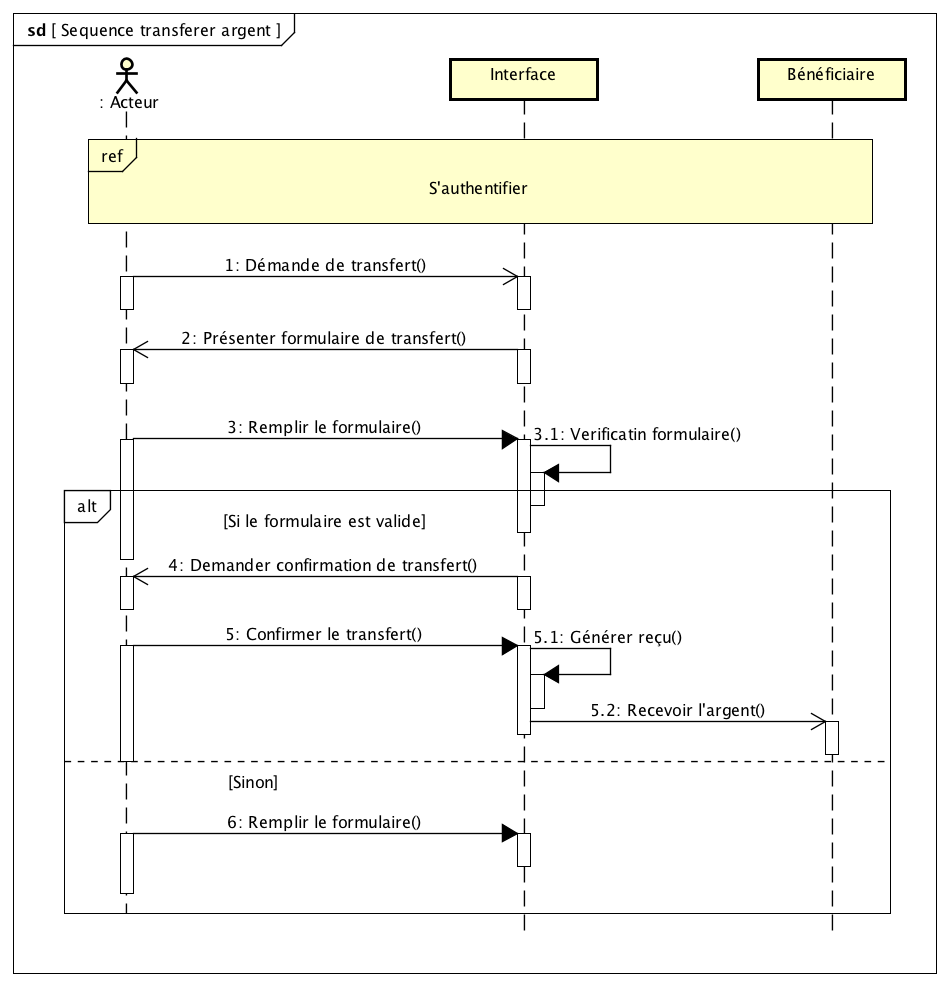 sd [ Sequence transferer argent ]
: Acteur
Interface
Bénéficiaire
ref
S'authentifier
1: Démande de transfert()
2: Présenter formulaire de transfert()
3: Remplir le formulaire()
3.1: Verificatin formulaire()
alt
[Si le formulaire est valide]
4: Demander confirmation de transfert()
5: Confirmer le transfert()
5.1: Générer reçu()
5.2: Recevoir l'argent()
[Sinon]
6: Remplir le formulaire()